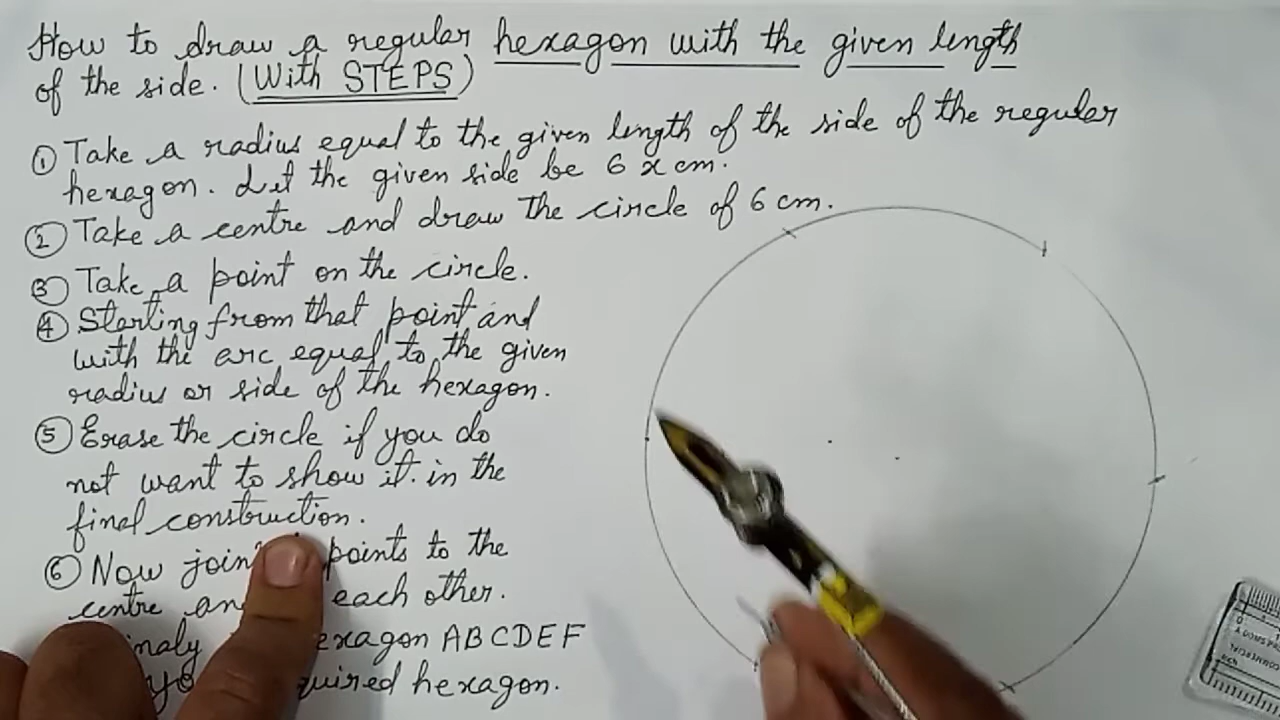 How to draw a regular hexagon with the given length
of the side. (With STEPS)
① Take a radius equal to the given length of the side of the regular
hexagon. Let the given side be 6 x cm.
② Take a centre and draw the circle of 6 cm.
③ Take a point on the circle.
④ Starting from that point and
with the arc equal to the given
radius or side of the hexagon.
⑤ Erase the circle if you do
not want to show it in the
final construction.
⑥ Now join points to the
centre each other.
ABCDEF
hexagon.